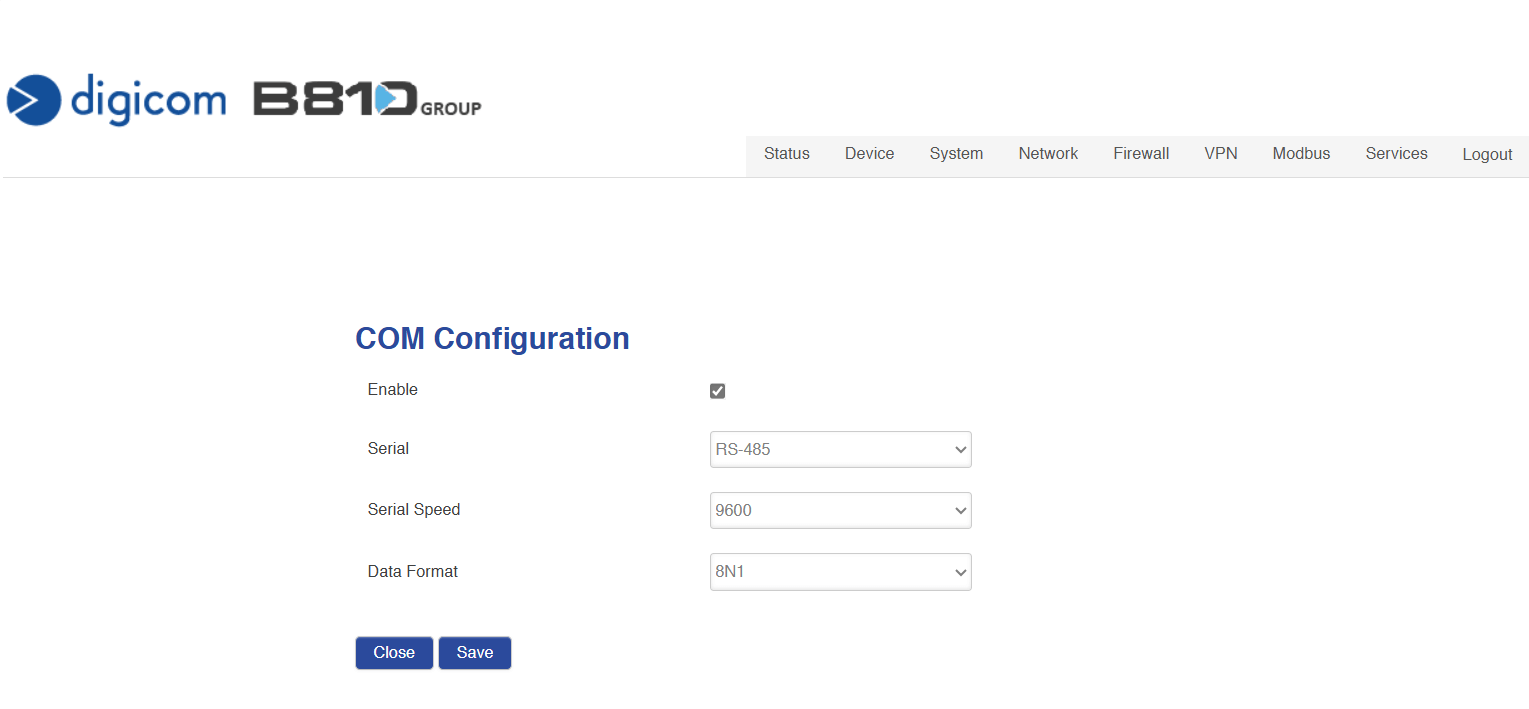 digicom B81D GROUP
Status Device System Network Firewall VPN Modbus Services Logout
COM Configuration
Enable
Serial RS-485
Serial Speed 9600
Data Format 8N1
Close Save